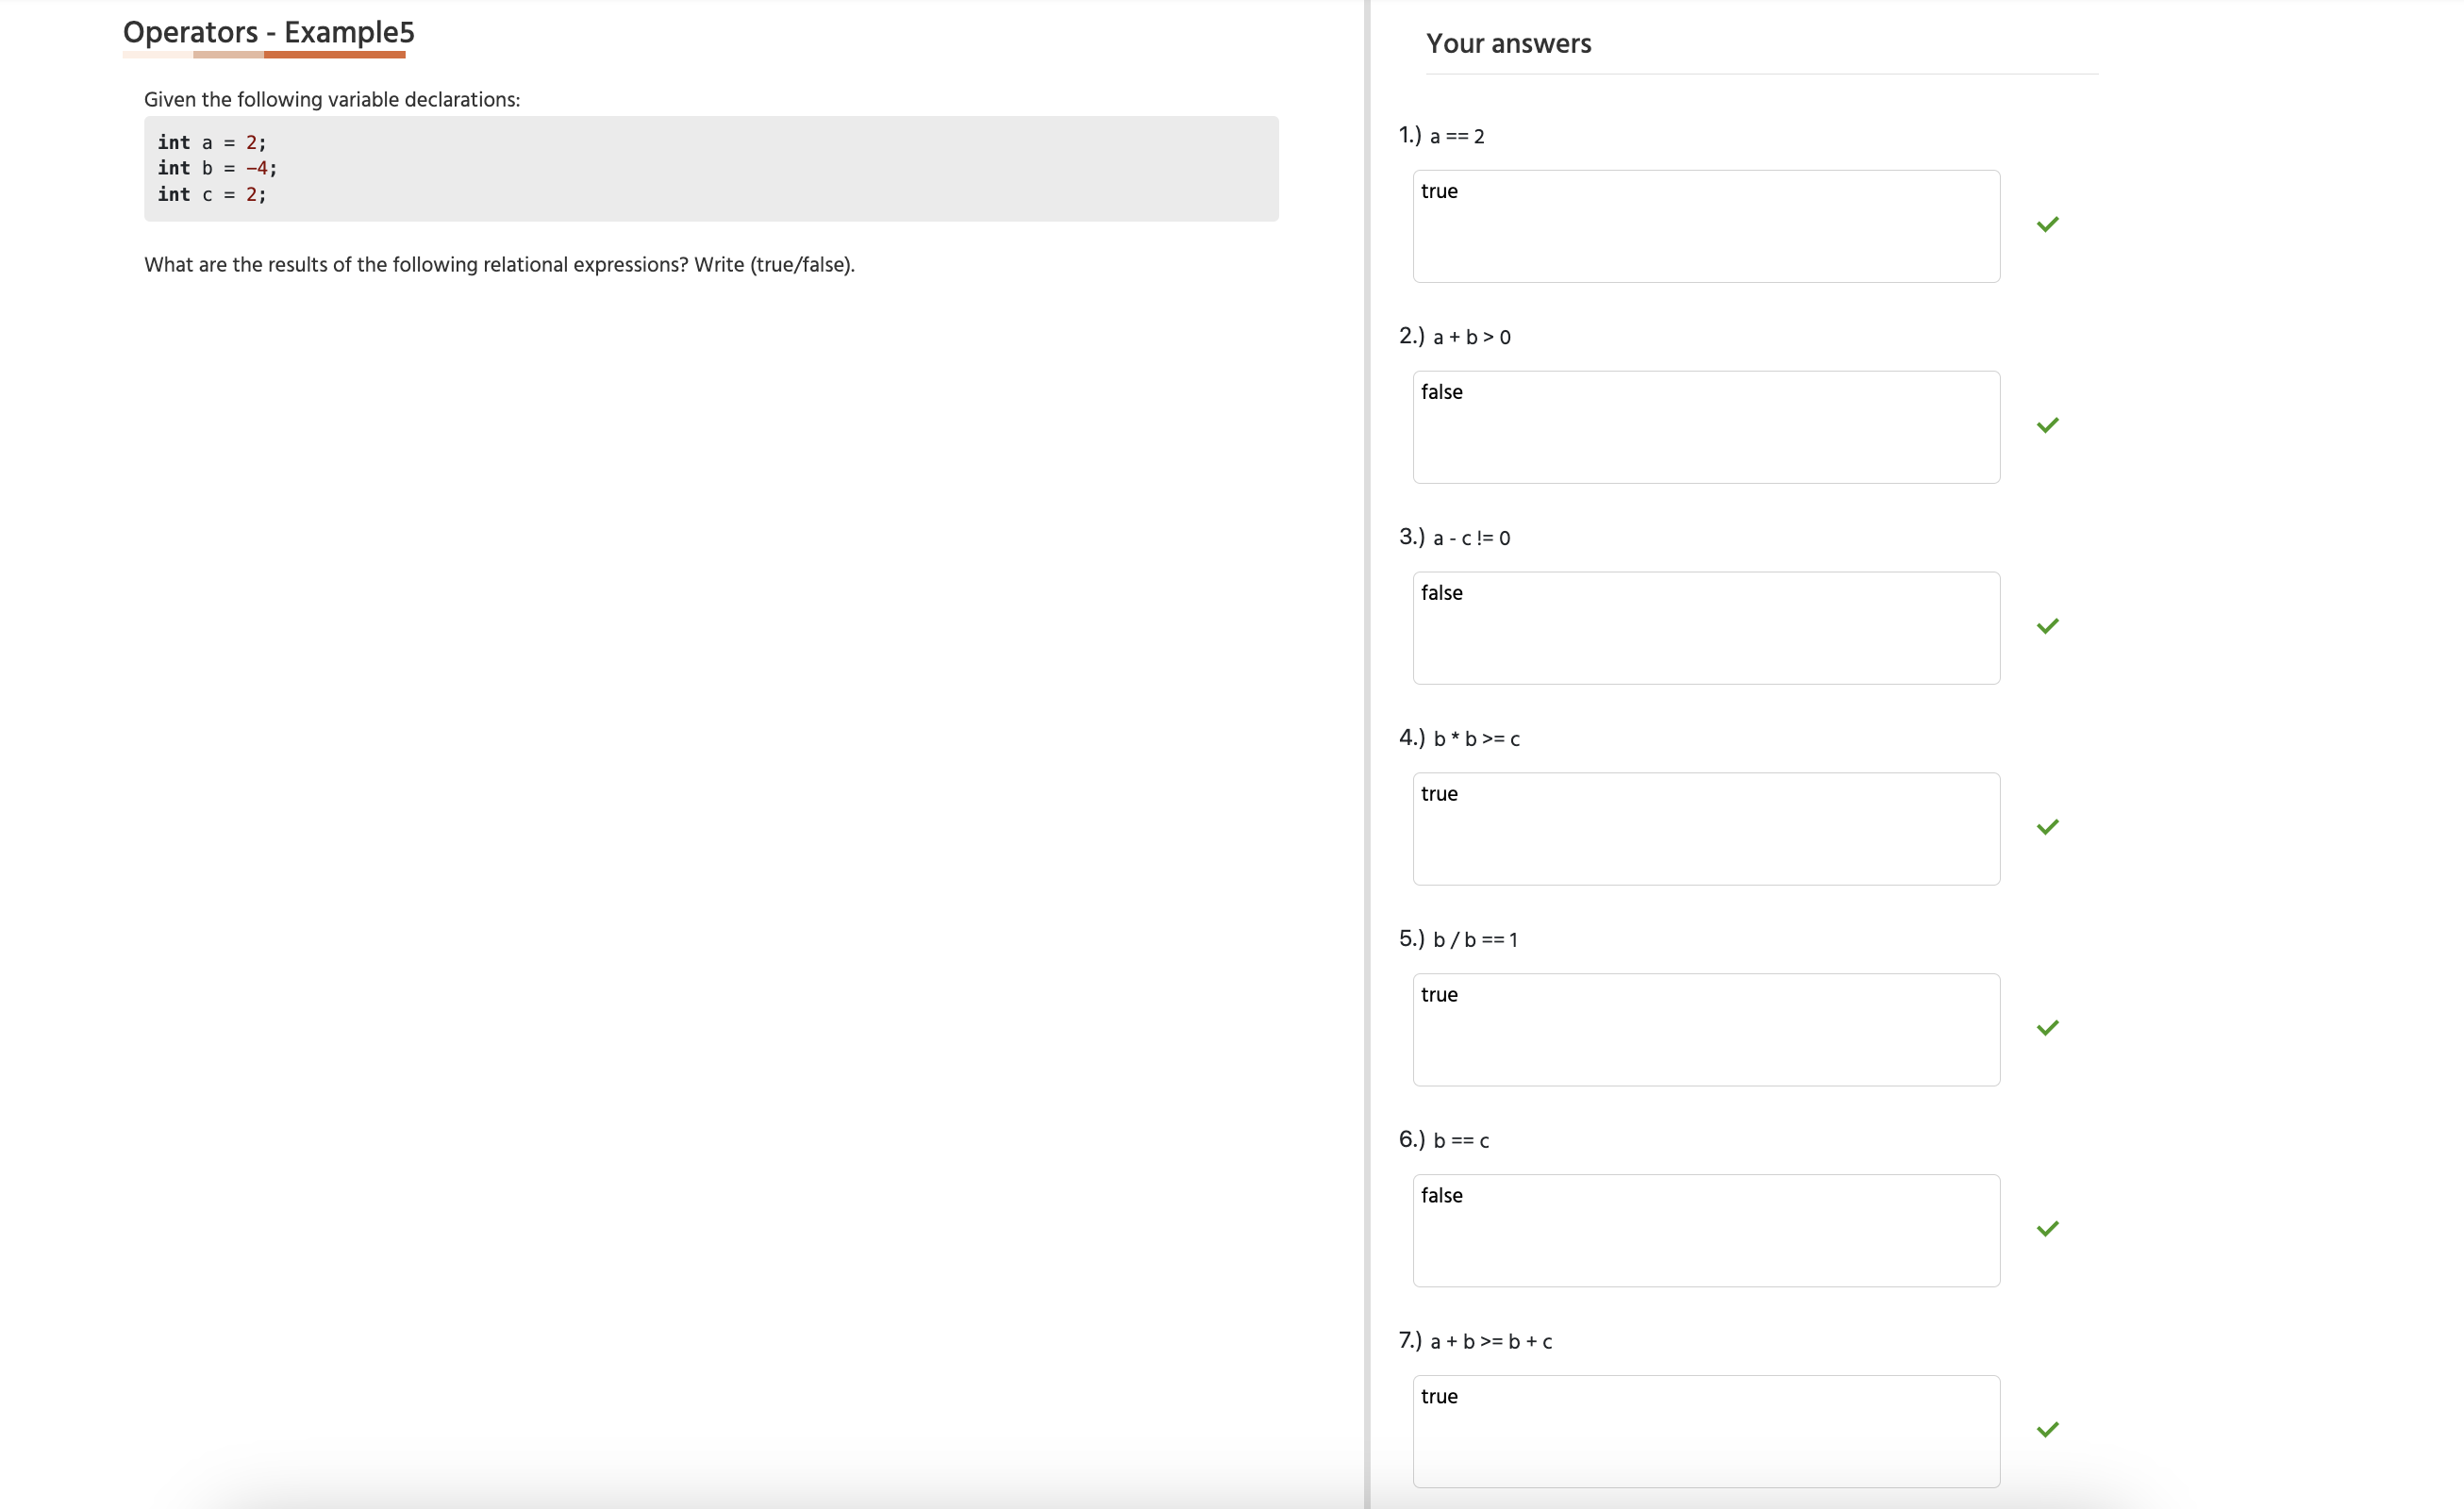 Operators - Example5
Given the following variable declarations:
int a = 2;
int b = -4;
int c = 2;
What are the results of the following relational expressions? Write (true/false).
Your answers
1.) a == 2
true
2.) a + b > 0
false
3.) a - c != 0
false
4.) b * b >= c
true
5.) b / b == 1
true
6.) b == c
false
7.) a + b >= b + c
true